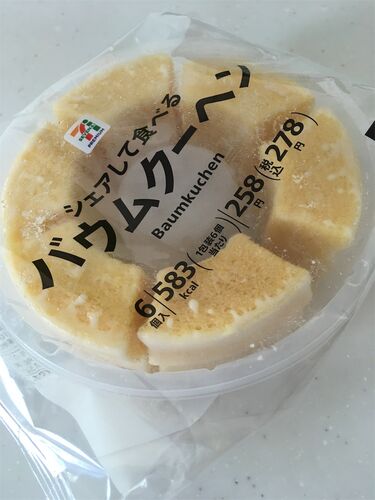 シェアして食べる
バウムクーヘン
Baumkuchen
6個入
583kcal
(1包装6個当たり)
258円
(税込278円)